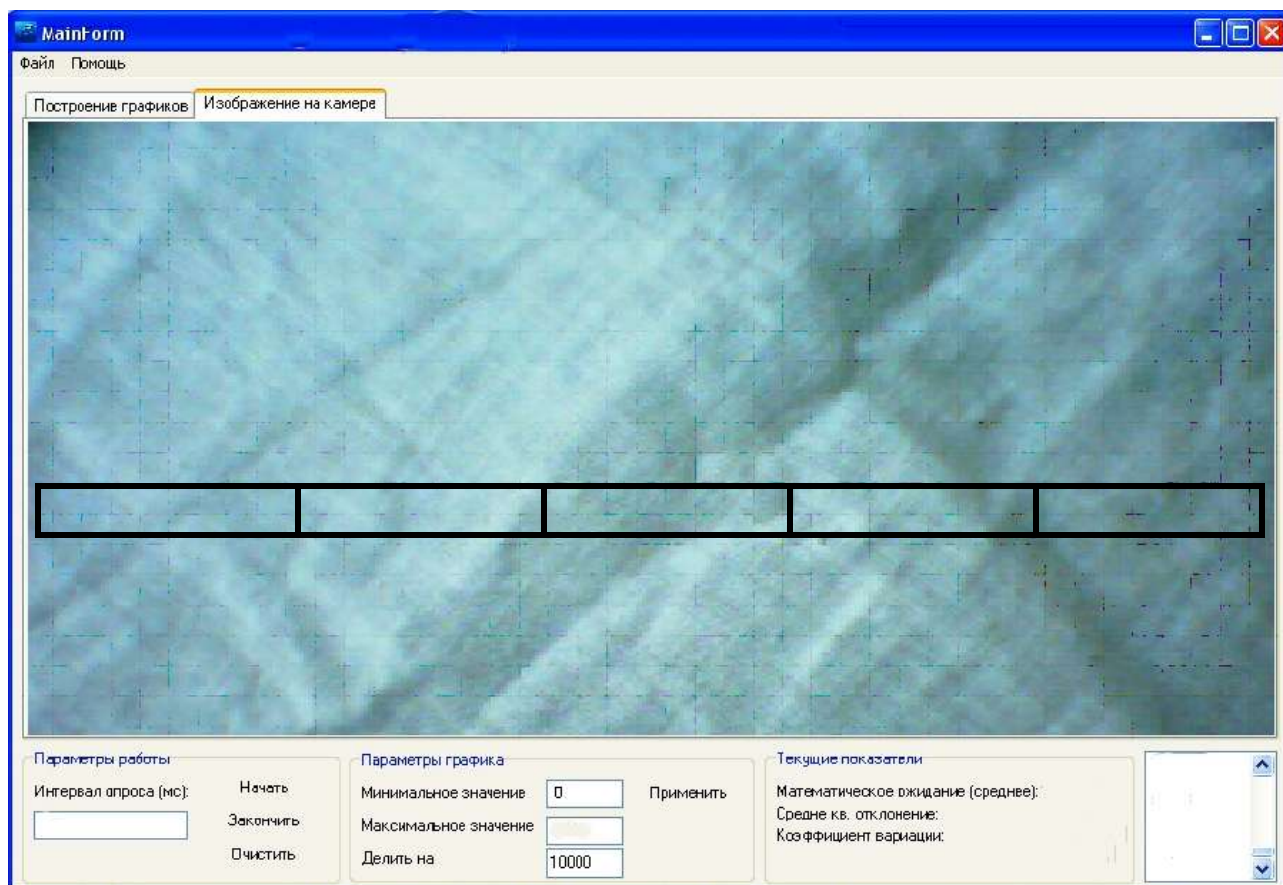 MainForm
Файл Помощь
Построение графиков Изображение на камере
Параметры работы
Интервал опроса (мс):
Начать
Закончить
Очистить
Параметры графика
Минимальное значение 0
Максимальное значение
Делить на 10000
Применить
Текущие показатели
Математическое ожидание (среднее):
Средне кв. отклонение:
Коэффициент вариации: